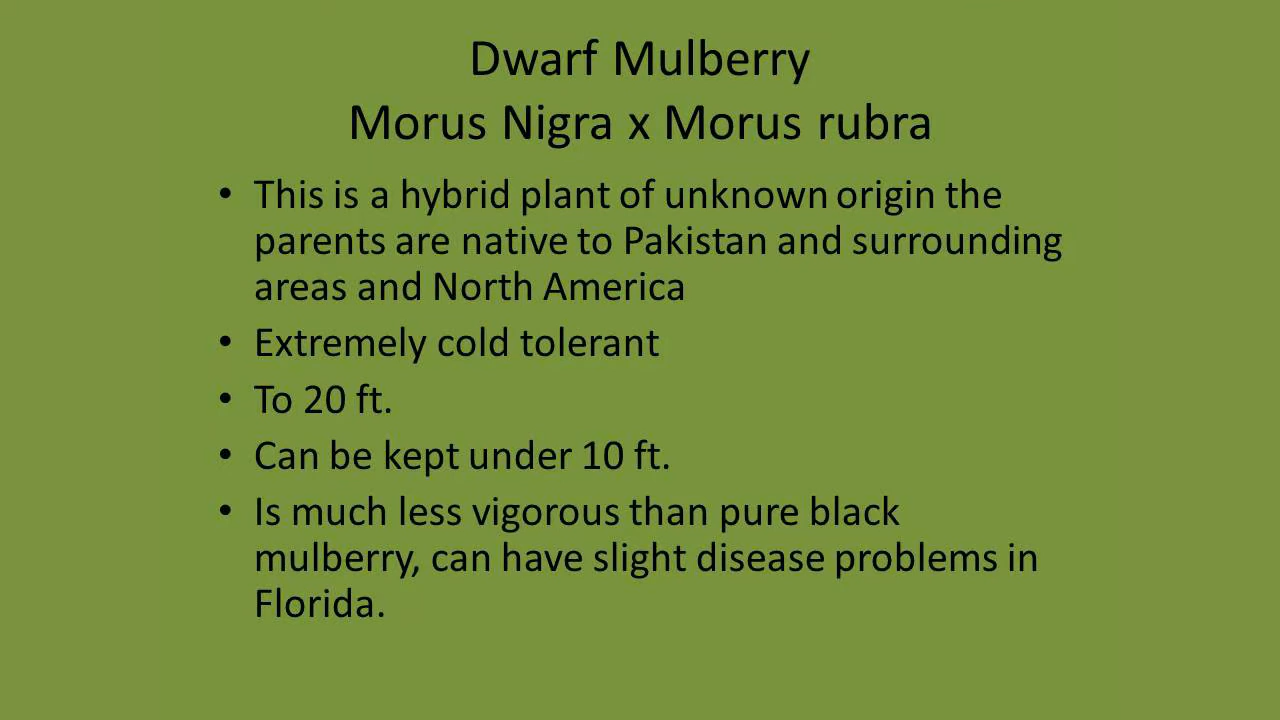 Dwarf Mulberry
Morus Nigra x Morus rubra
• This is a hybrid plant of unknown origin the
parents are native to Pakistan and surrounding
areas and North America
• Extremely cold tolerant
• To 20 ft.
• Can be kept under 10 ft.
• Is much less vigorous than pure black
mulberry, can have slight disease problems in
Florida.